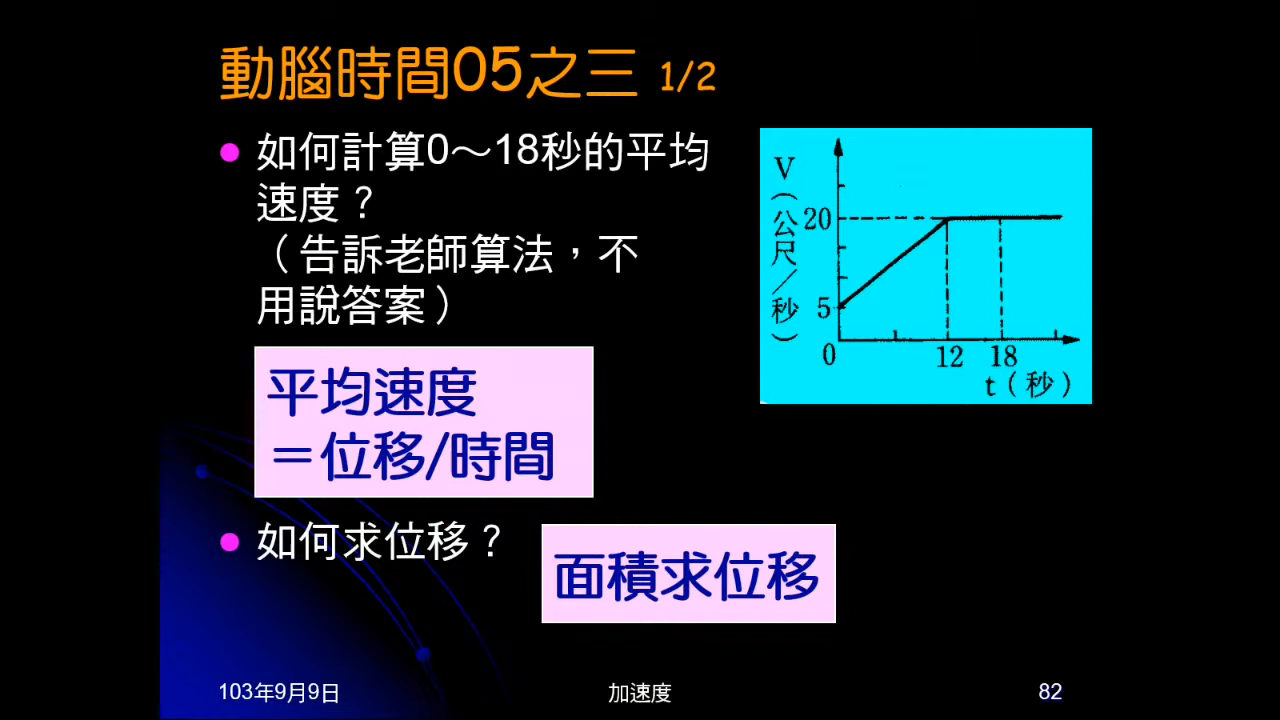 動腦時間05之三 1/2
如何計算0～18秒的平均
速度？
（告訴老師算法，不
用說答案）
平均速度
＝位移/時間
如何求位移？
面積求位移
V（公尺/秒）
20
5
0
12
18
t（秒）
103年9月9日
加速度
82